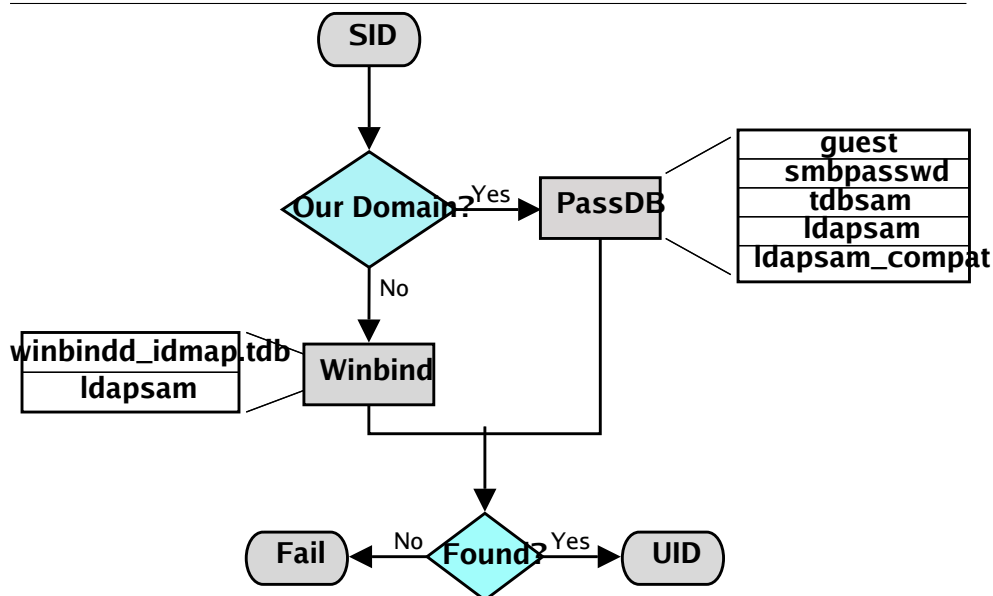 SID
Our Domain?
Yes
PassDB
guest
smbpasswd
tdbsam
ldapsam
ldapsam_compat
No
winbindd_idmap.tdb
ldapsam
Winbind
Fail
No
Found?
Yes
UID